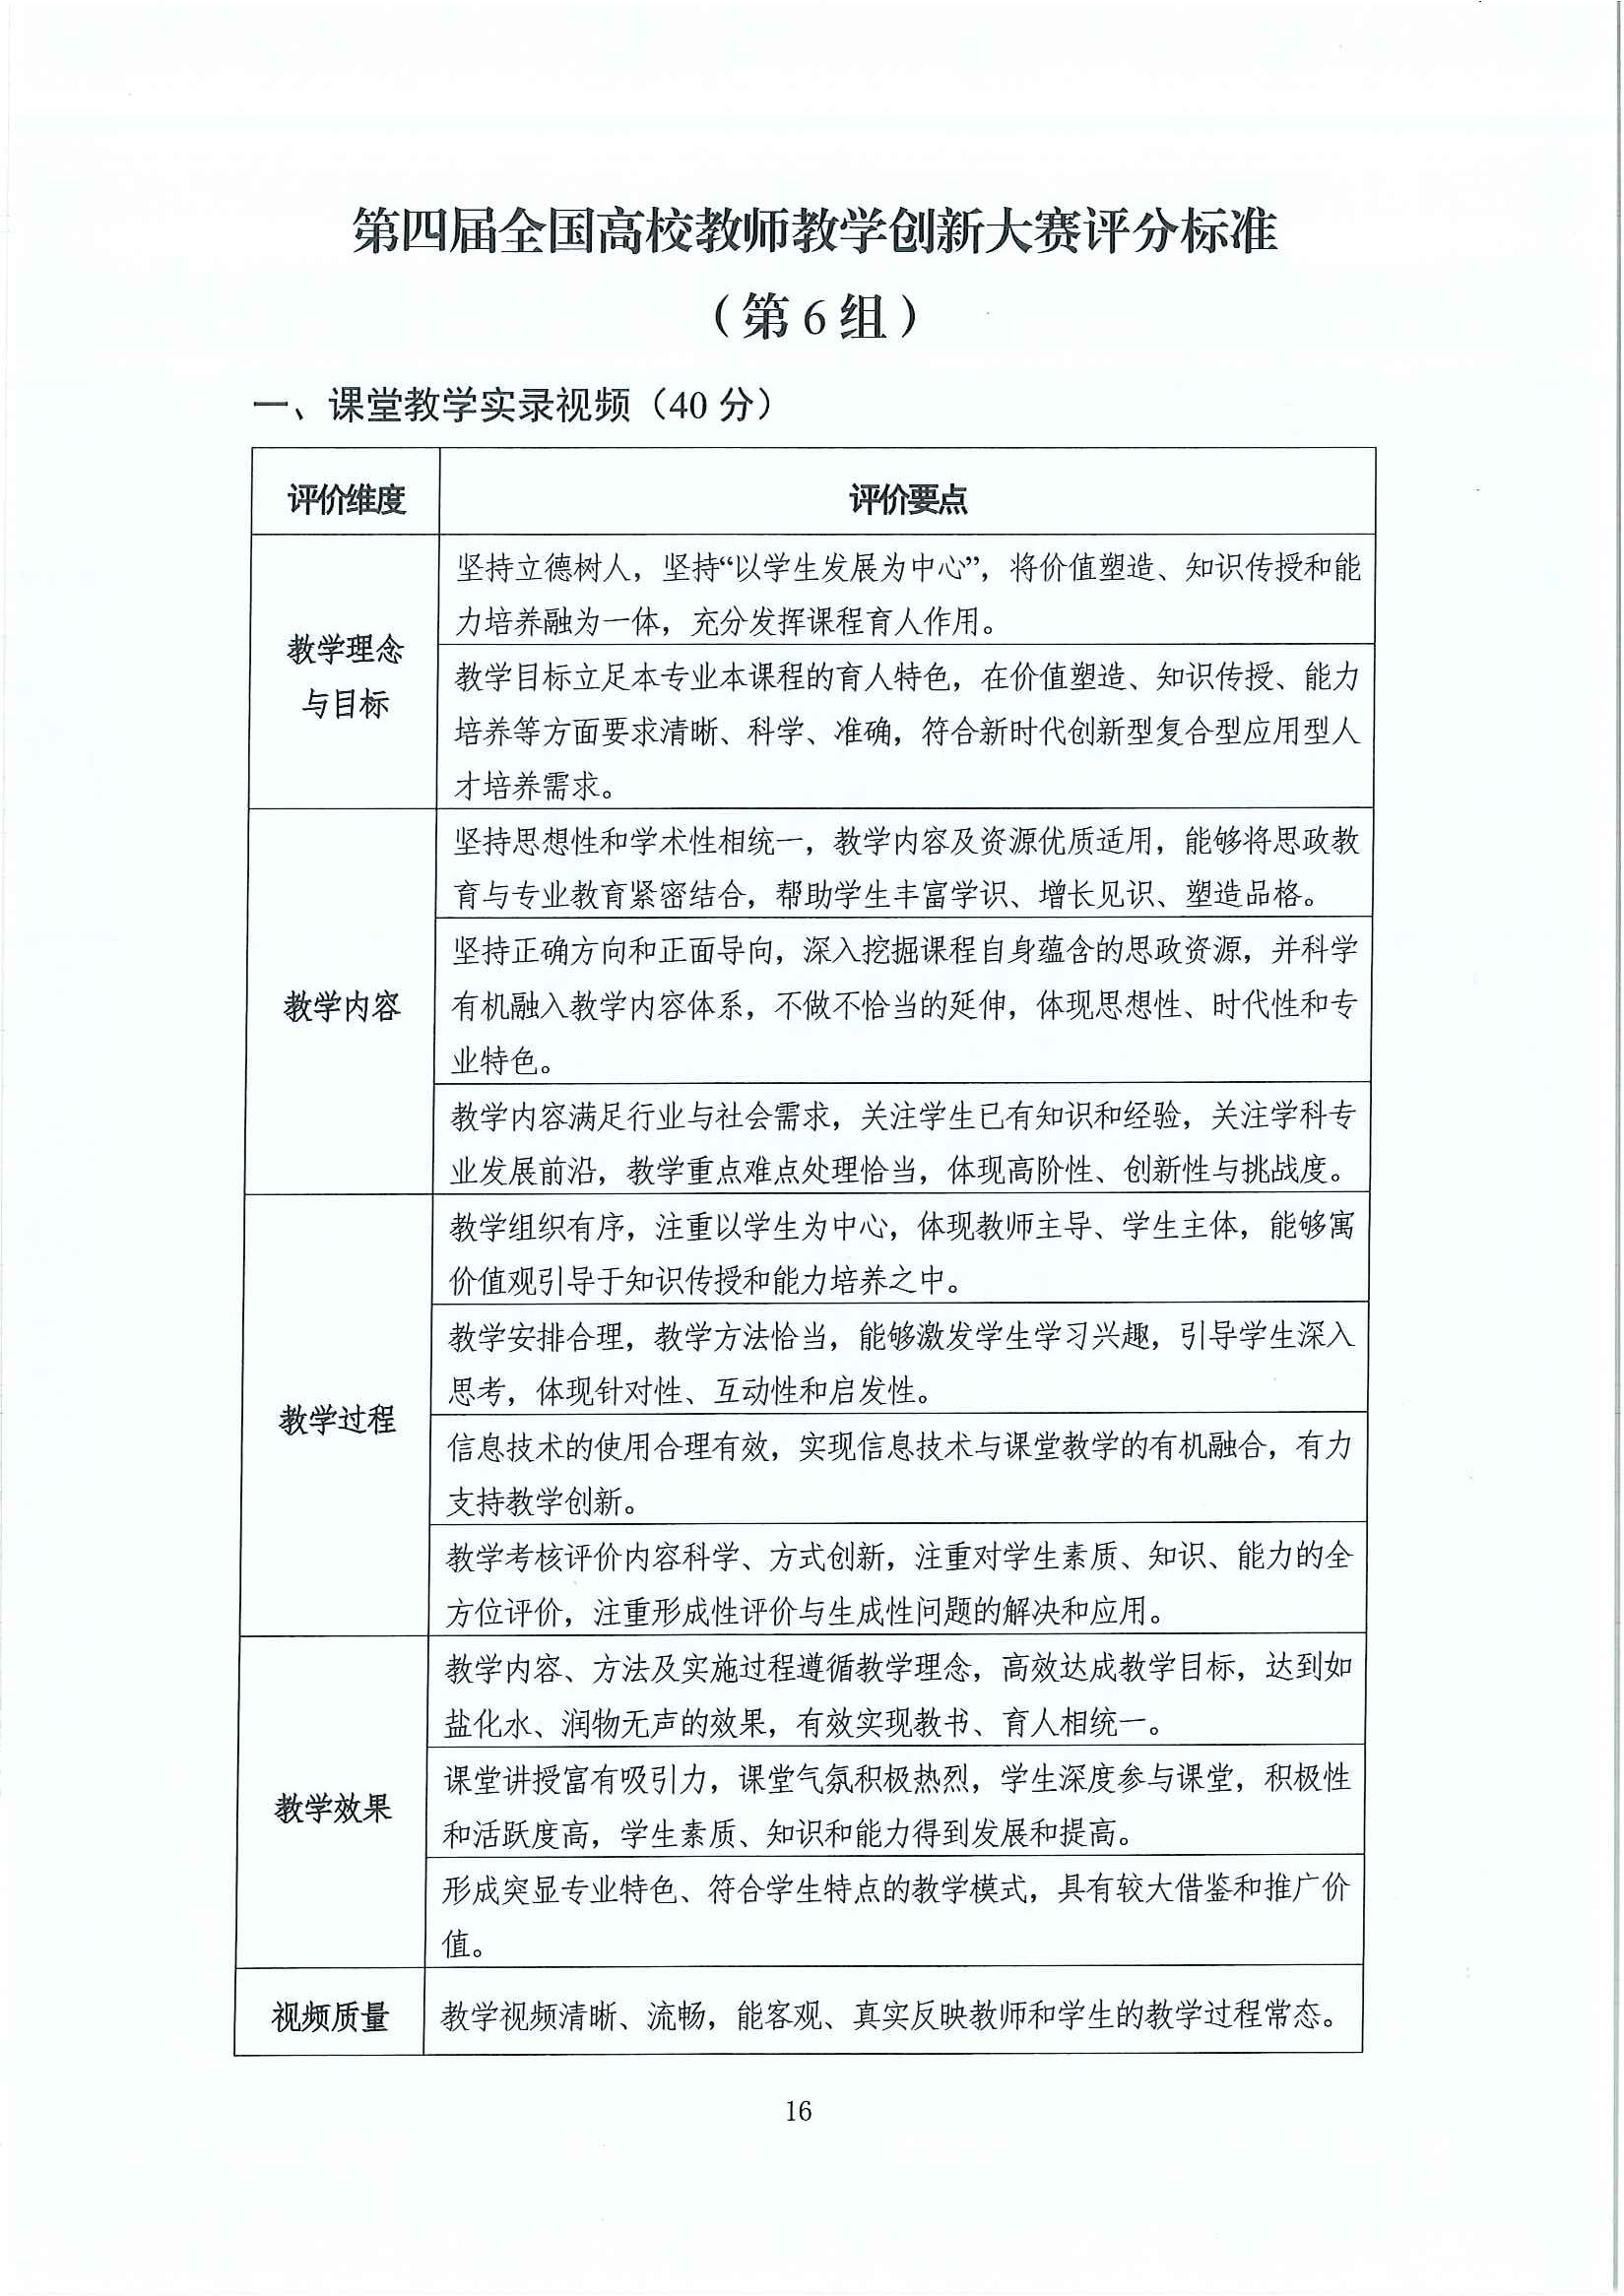 第四届全国高校教师教学创新大赛评分标准
（第 6 组）
一、课堂教学实录视频（40 分）
评价维度
评价要点
教学理念
与目标
坚持立德树人，坚持“以学生发展为中心”，将价值塑造、知识传授和能
力培养融为一体，充分发挥课程育人作用。
教学目标立足本专业本课程的育人特色，在价值塑造、知识传授、能力
培养等方面要求清晰、科学、准确，符合新时代创新型复合型应用型人
才培养需求。
教学内容
坚持思想性和学术性相统一，教学内容及资源优质适用，能够将思政教
育与专业教育紧密结合，帮助学生丰富学识、增长见识、塑造品格。
坚持正确方向和正面导向，深入挖掘课程自身蕴含的思政资源，并科学
有机融入教学内容体系，不做不恰当的延伸，体现思想性、时代性和专
业特色。
教学内容满足行业与社会需求，关注学生已有知识和经验，关注学科专
业发展前沿，教学重点难点处理恰当，体现高阶性、创新性与挑战度。
教学过程
教学组织有序，注重以学生为中心，体现教师主导、学生主体，能够寓
价值观引导于知识传授和能力培养之中。
教学安排合理，教学方法恰当，能够激发学生学习兴趣，引导学生深入
思考，体现针对性、互动性和启发性。
信息技术的使用合理有效，实现信息技术与课堂教学的有机融合，有力
支持教学创新。
教学考核评价内容科学、方式创新，注重对学生素质、知识、能力的全
方位评价，注重形成性评价与生成性问题的解决和应用。
教学效果
教学内容、方法及实施过程遵循教学理念，高效达成教学目标，达到如
盐化水、润物无声的效果，有效实现教书、育人相统一。
课堂讲授富有吸引力，课堂气氛积极热烈，学生深度参与课堂，积极性
和活跃度高，学生素质、知识和能力得到发展和提高。
形成突显专业特色、符合学生特点的教学模式，具有较大借鉴和推广价
值。
视频质量
教学视频清晰、流畅，能客观、真实反映教师和学生的教学过程常态。
16